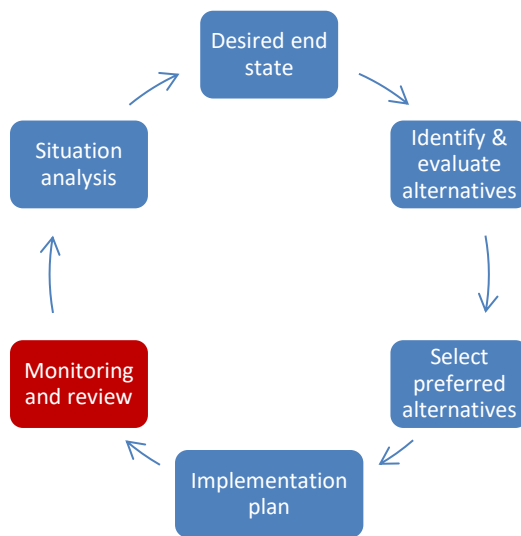 Desired end
state
Identify &
evaluate
alternatives
Select
preferred
alternatives
Implementation
plan
Monitoring
and review
Situation
analysis